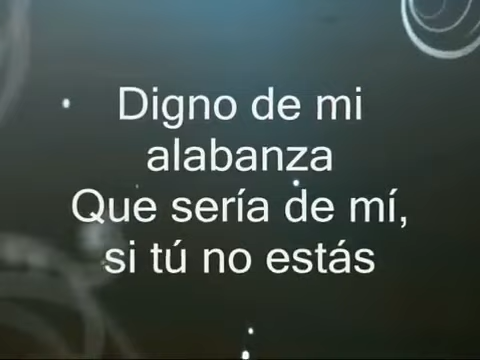 Digno de mi
alabanza
Que sería de mí,
si tú no estás